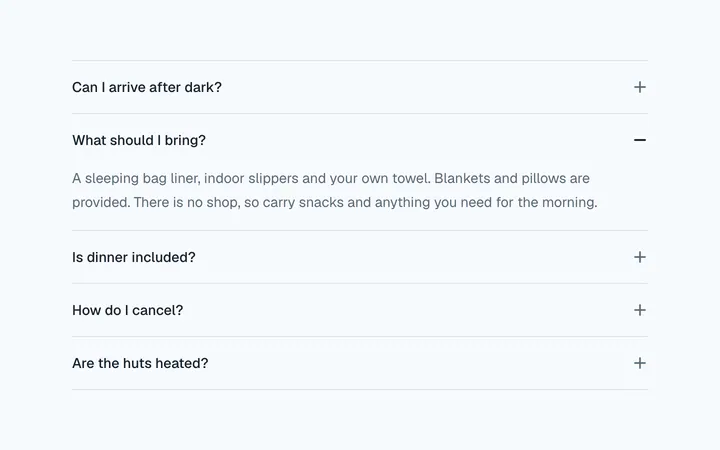 Can I arrive after dark?
What should I bring?
A sleeping bag liner, indoor slippers and your own towel. Blankets and pillows are
provided. There is no shop, so carry snacks and anything you need for the morning.
Is dinner included?
How do I cancel?
Are the huts heated?